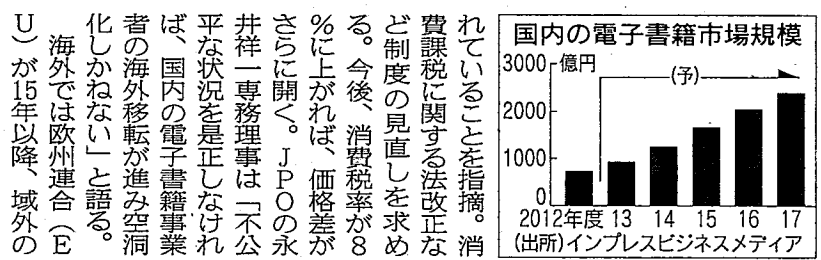 れていることを指摘。消
費課税に関する法改正な
ど制度の見直しを求め
る。今後、消費税率が8
%に上がれば、価格差が
さらに開く。JPOの永
井祥一専務理事は「不公
平な状況を是正しなけれ
ば、国内の電子書籍事業
者の海外移転が進み空洞
化しかねない」と語る。
海外では欧州連合(E
U)が15年以降、域外の
国内の電子書籍市場規模
3000 億円
(予)
2000
1000
0
2012年度 13 14 15 16 17
(出所)インプレスビジネスメディア